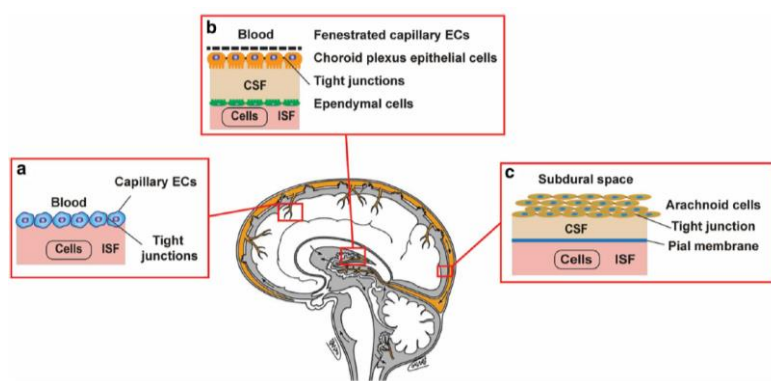 b
Blood
Fenestrated capillary ECs
Choroid plexus epithelial cells
Tight junctions
CSF
Ependymal cells
Cells
ISF
a
Capillary ECs
Blood
Tight
junctions
Cells
ISF
c
Subdural space
Arachnoid cells
Tight junction
CSF
Pial membrane
Cells
ISF